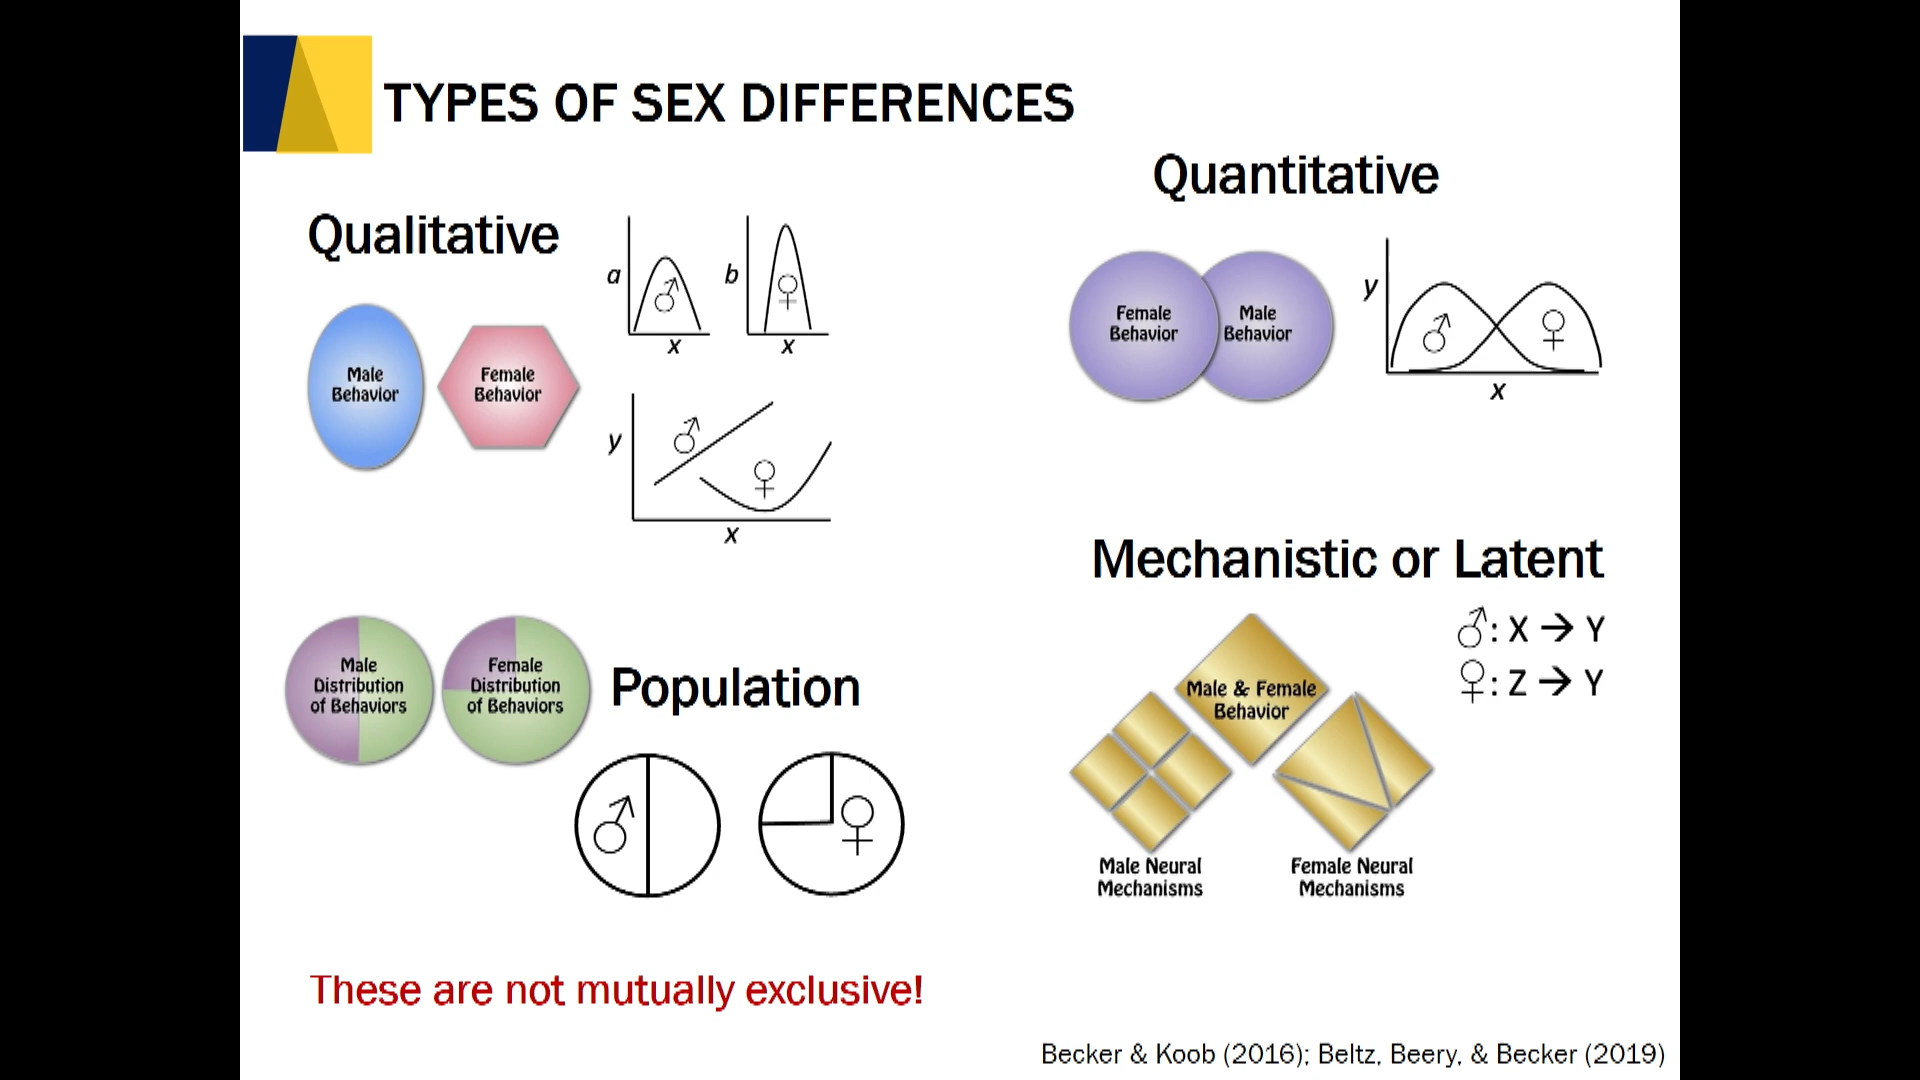 TYPES OF SEX DIFFERENCES
Qualitative
Male
Behavior
Female
Behavior
a
♂
x
b
♀
x
y
♂
♀
x
Quantitative
Female
Behavior
Male
Behavior
y
♂
♀
x
Male
Distribution
of Behaviors
Female
Distribution
of Behaviors
Population
♂
♀
Mechanistic or Latent
♂: X → Y
♀: Z → Y
Male & Female
Behavior
Male Neural
Mechanisms
Female Neural
Mechanisms
These are not mutually exclusive!
Becker & Koob (2016); Beltz, Beery, & Becker (2019)